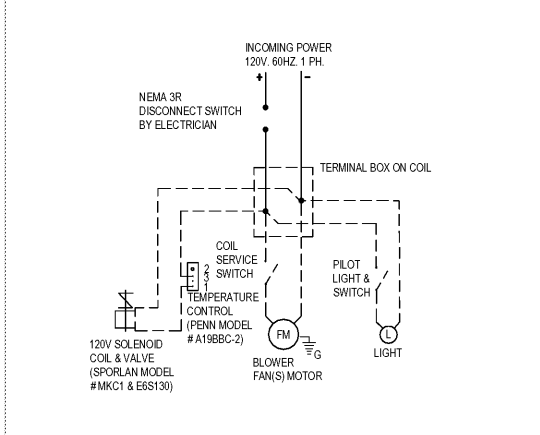 INCOMING POWER
120V. 60HZ. 1 PH.
+ –
NEMA 3R
DISCONNECT SWITCH
BY ELECTRICIAN
TERMINAL BOX ON COIL
COIL
SERVICE
SWITCH
2
3
1
PILOT
LIGHT &
SWITCH
TEMPERATURE
CONTROL
(PENN MODEL
# A19BBC-2)
FM
G
L
LIGHT
120V SOLENOID
COIL & VALVE
(SPORLAN MODEL
# MKC1 & E6S130)
BLOWER
FAN(S) MOTOR